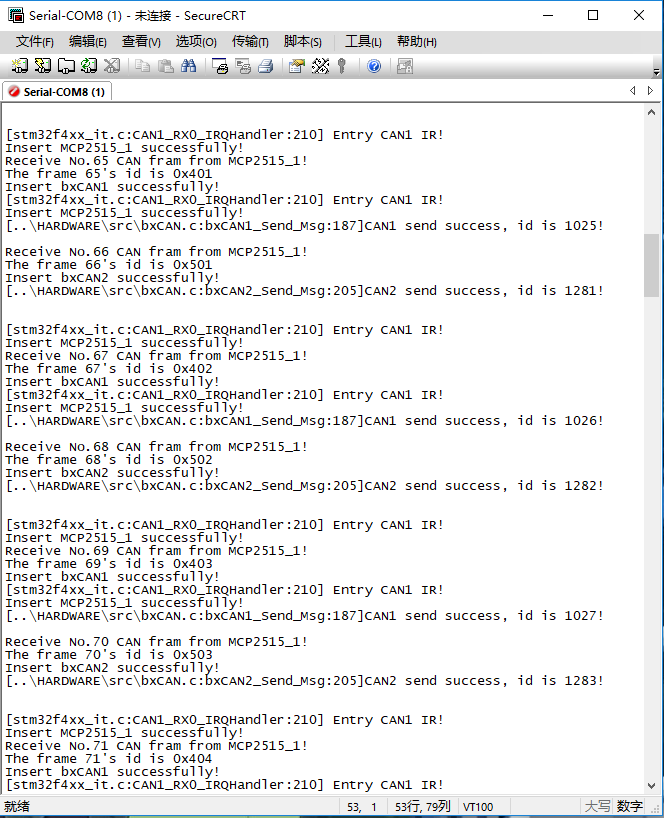 Serial-COM8 (1) - 未连接 - SecureCRT
文件(F) 编辑(E) 查看(V) 选项(O) 传输(T) 脚本(S) 工具(L) 帮助(H)
Serial-COM8 (1)
[stm32f4xx_it.c:CAN1_RX0_IRQHandler:210] Entry CAN1 IR!
Insert MCP2515_1 successfully!
Receive No.65 CAN fram from MCP2515_1!
The frame 65's id is 0x401
Insert bxCAN1 successfully!
[stm32f4xx_it.c:CAN1_RX0_IRQHandler:210] Entry CAN1 IR!
Insert MCP2515_1 successfully!
[..\HARDWARE\src\bxCAN.c:bxCAN1_Send_Msg:187]CAN1 send success, id is 1025!
Receive No.66 CAN fram from MCP2515_1!
The frame 66's id is 0x501
Insert bxCAN2 successfully!
[..\HARDWARE\src\bxCAN.c:bxCAN2_Send_Msg:205]CAN2 send success, id is 1281!
[stm32f4xx_it.c:CAN1_RX0_IRQHandler:210] Entry CAN1 IR!
Insert MCP2515_1 successfully!
Receive No.67 CAN fram from MCP2515_1!
The frame 67's id is 0x402
Insert bxCAN1 successfully!
[stm32f4xx_it.c:CAN1_RX0_IRQHandler:210] Entry CAN1 IR!
Insert MCP2515_1 successfully!
[..\HARDWARE\src\bxCAN.c:bxCAN1_Send_Msg:187]CAN1 send success, id is 1026!
Receive No.68 CAN fram from MCP2515_1!
The frame 68's id is 0x502
Insert bxCAN2 successfully!
[..\HARDWARE\src\bxCAN.c:bxCAN2_Send_Msg:205]CAN2 send success, id is 1282!
[stm32f4xx_it.c:CAN1_RX0_IRQHandler:210] Entry CAN1 IR!
Insert MCP2515_1 successfully!
Receive No.69 CAN fram from MCP2515_1!
The frame 69's id is 0x403
Insert bxCAN1 successfully!
[stm32f4xx_it.c:CAN1_RX0_IRQHandler:210] Entry CAN1 IR!
Insert MCP2515_1 successfully!
[..\HARDWARE\src\bxCAN.c:bxCAN1_Send_Msg:187]CAN1 send success, id is 1027!
Receive No.70 CAN fram from MCP2515_1!
The frame 70's id is 0x503
Insert bxCAN2 successfully!
[..\HARDWARE\src\bxCAN.c:bxCAN2_Send_Msg:205]CAN2 send success, id is 1283!
[stm32f4xx_it.c:CAN1_RX0_IRQHandler:210] Entry CAN1 IR!
Insert MCP2515_1 successfully!
Receive No.71 CAN fram from MCP2515_1!
The frame 71's id is 0x404
Insert bxCAN1 successfully!
[stm32f4xx_it.c:CAN1_RX0_IRQHandler:210] Entry CAN1 IR!
就绪 53, 1 53行, 79列 VT100 大写 数字